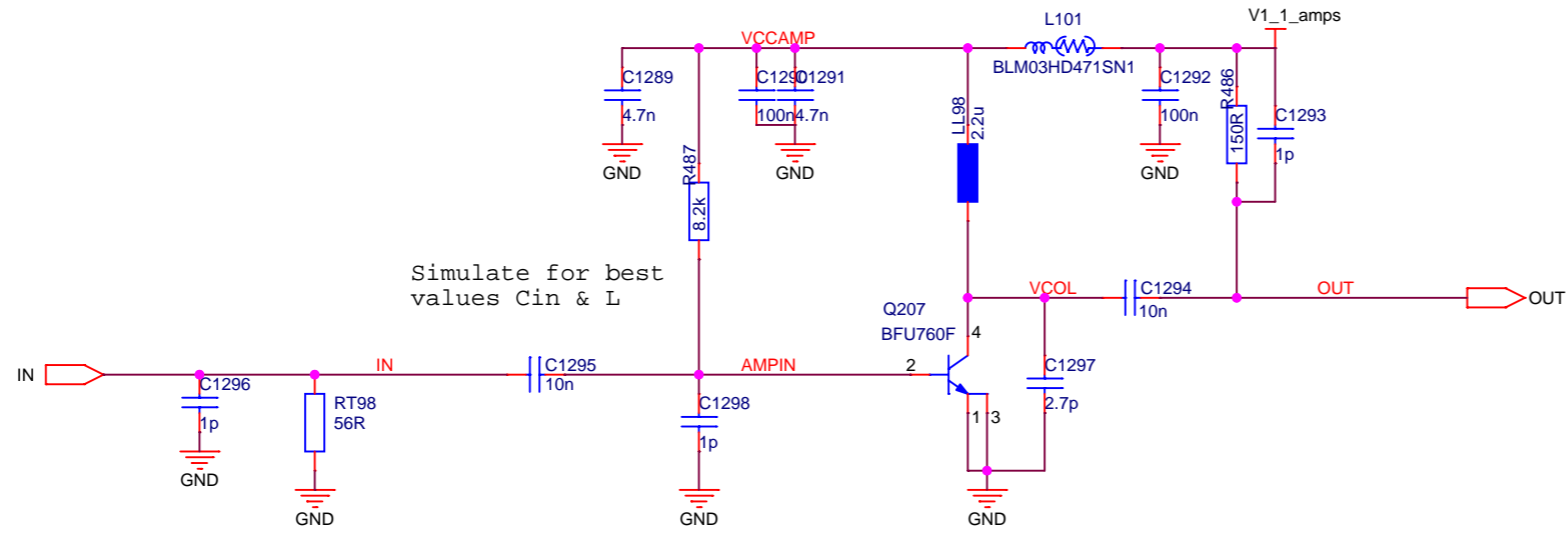 V1_1_amps
L101
VCCAMP
BLM03HD471SN1
C1289
4.7n
GND
C1290
100n
C1291
4.7n
GND
LL98
2.2u
C1292
100n
GND
R486
150R
C1293
1p
R487
8.2k
Simulate for best
values Cin & L
VCOL
C1294
10n
OUT
OUT
Q207
BFU760F
4
2
1
3
IN
IN
C1295
10n
AMPIN
C1296
1p
GND
RT98
56R
GND
C1298
1p
GND
C1297
2.7p
GND